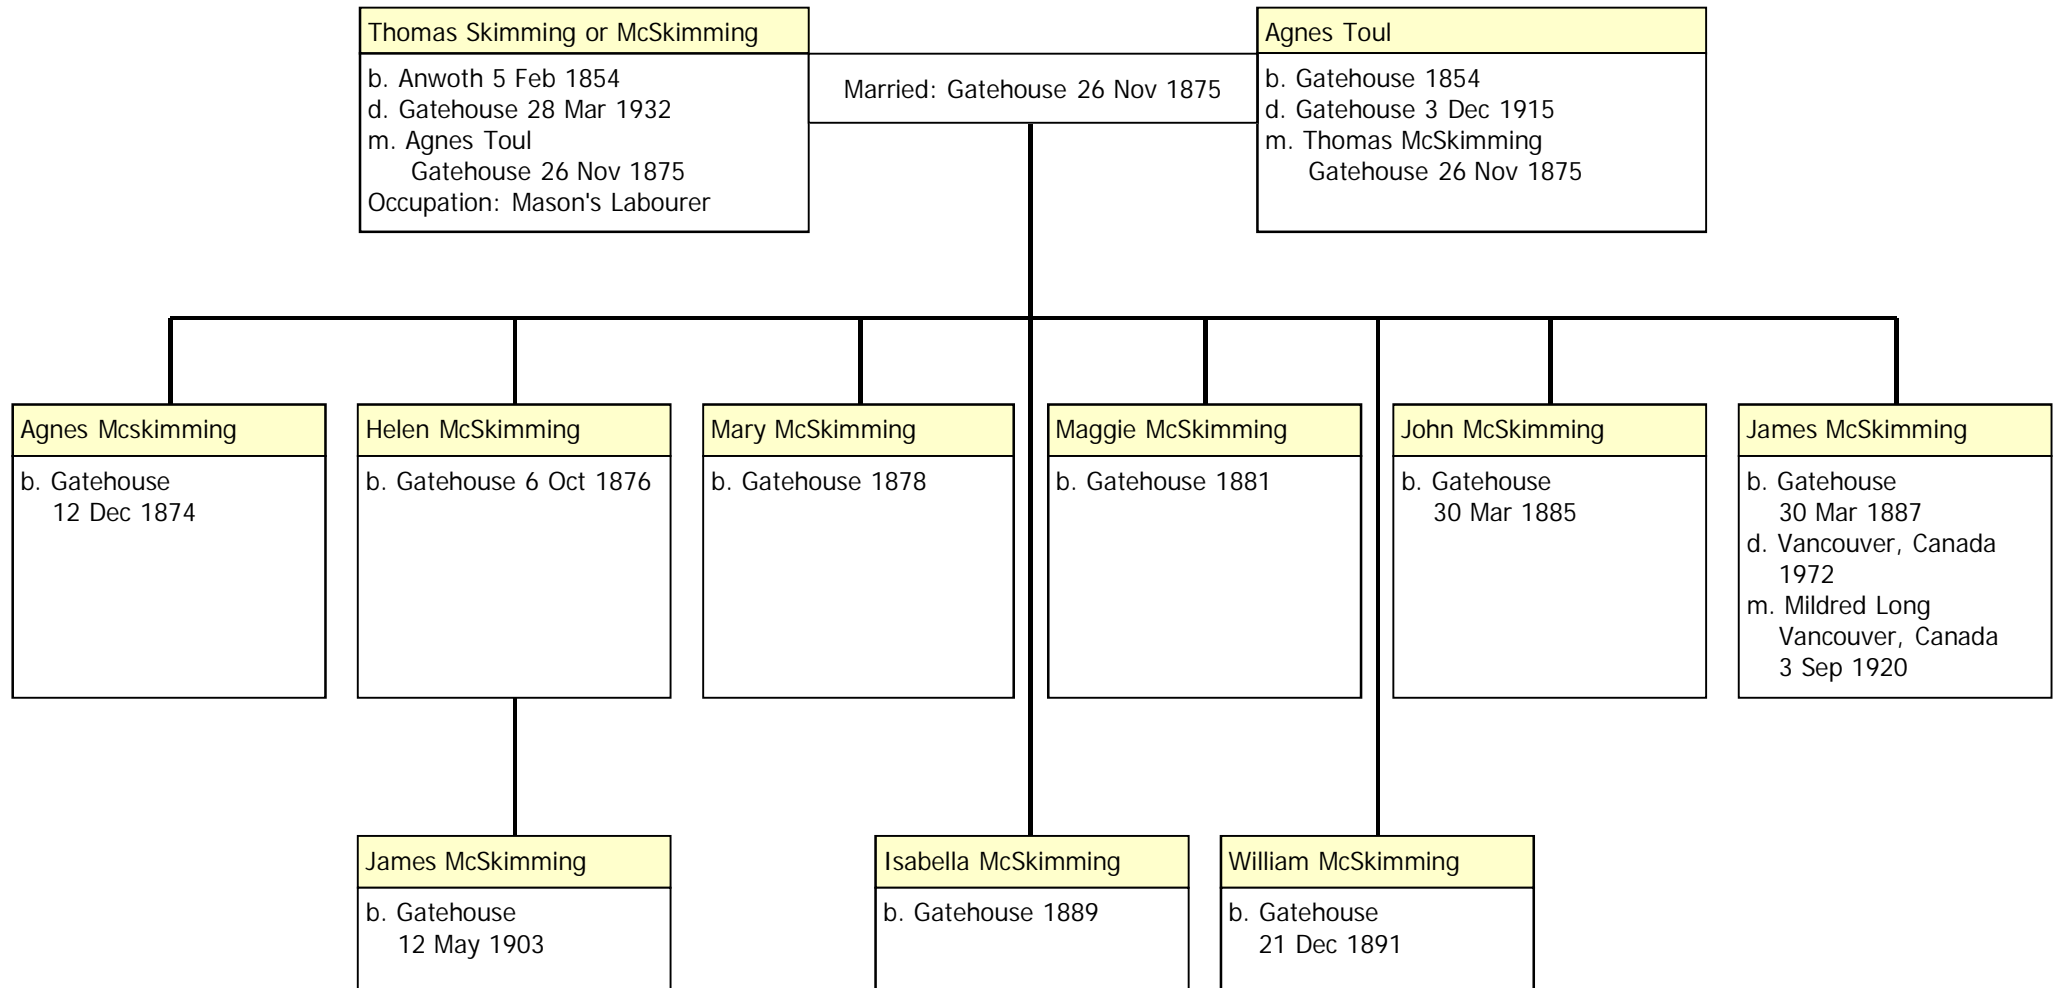 Thomas Skimming or McSkimming
b. Anwoth 5 Feb 1854
d. Gatehouse 28 Mar 1932
m. Agnes Toul
Gatehouse 26 Nov 1875
Occupation: Mason's Labourer
Married: Gatehouse 26 Nov 1875
Agnes Toul
b. Gatehouse 1854
d. Gatehouse 3 Dec 1915
m. Thomas McSkimming
Gatehouse 26 Nov 1875
Agnes Mcskimming
b. Gatehouse
12 Dec 1874
Helen McSkimming
b. Gatehouse 6 Oct 1876
Mary McSkimming
b. Gatehouse 1878
Maggie McSkimming
b. Gatehouse 1881
John McSkimming
b. Gatehouse
30 Mar 1885
James McSkimming
b. Gatehouse
30 Mar 1887
d. Vancouver, Canada
1972
m. Mildred Long
Vancouver, Canada
3 Sep 1920
James McSkimming
b. Gatehouse
12 May 1903
Isabella McSkimming
b. Gatehouse 1889
William McSkimming
b. Gatehouse
21 Dec 1891